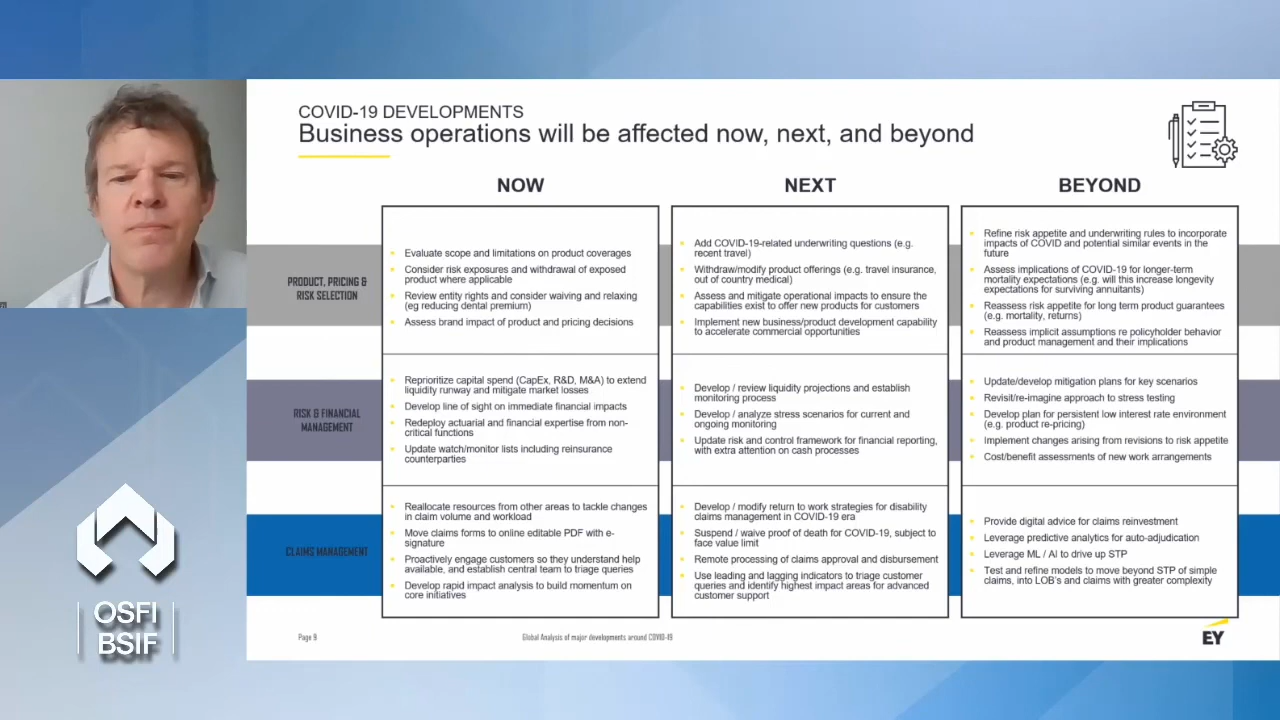 COVID-19 DEVELOPMENTS
Business operations will be affected now, next, and beyond
NOW
NEXT
BEYOND
PRODUCT, PRICING &
RISK SELECTION
Evaluate scope and limitations on product coverages
Consider risk exposures and withdrawal of exposed
product where applicable
Review entity rights and consider waiving and relaxing
(eg reducing dental premium)
Assess brand impact of product and pricing decisions
Add COVID-19-related underwriting questions (e.g.
recent travel)
Withdraw/modify product offerings (e.g. travel insurance,
out of country medical)
Assess and mitigate operational impacts to ensure the
capabilities exist to offer new products for customers
Implement new business/product development capability
to accelerate commercial opportunities
Refine risk appetite and underwriting rules to incorporate
impacts of COVID and potential similar events in the
future
Assess implications of COVID-19 for longer-term
mortality expectations (e.g. will this increase longevity
expectations for surviving annuitants)
Reassess risk appetite for long term product guarantees
(e.g. mortality, returns)
Reassess implicit assumptions re policyholder behavior
and product management and their implications
RISK & FINANCIAL
MANAGEMENT
Reprioritize capital spend (CapEx, R&D, M&A) to extend
liquidity runway and mitigate market losses
Develop line of sight on immediate financial impacts
Redeploy actuarial and financial expertise from non-
critical functions
Update watch/monitor lists including reinsurance
counterparties
Develop / review liquidity projections and establish
monitoring process
Develop / analyze stress scenarios for current and
ongoing monitoring
Update risk and control framework for financial reporting,
with extra attention on cash processes
Update/develop mitigation plans for key scenarios
Revisit/re-imagine approach to stress testing
Develop plan for persistent low interest rate environment
(e.g. product re-pricing)
Implement changes arising from revisions to risk appetite
Cost/benefit assessments of new work arrangements
CLAIMS MANAGEMENT
Reallocate resources from other areas to tackle changes
in claim volume and workload
Move claims forms to online editable PDF with e-
signature
Proactively engage customers so they understand help
available, and establish central team to triage queries
Develop rapid impact analysis to build momentum on
core initiatives
Develop / modify return to work strategies for disability
claims management in COVID-19 era
Suspend / waive proof of death for COVID-19, subject to
face value limit
Remote processing of claims approval and disbursement
Use leading and lagging indicators to triage customer
queries and identify highest impact areas for advanced
customer support
Provide digital advice for claims reinvestment
Leverage predictive analytics for auto-adjudication
Leverage ML / AI to drive up STP
Test and refine models to move beyond STP of simple
claims, into LOB's and claims with greater complexity
Page 9
Global Analysis of major developments around COVID-19
EY
OSFI
BSIF